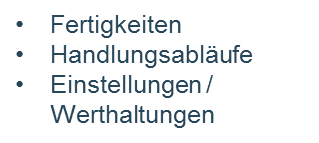 • Fertigkeiten
• Handlungsabläufe
• Einstellungen /
Werthaltungen